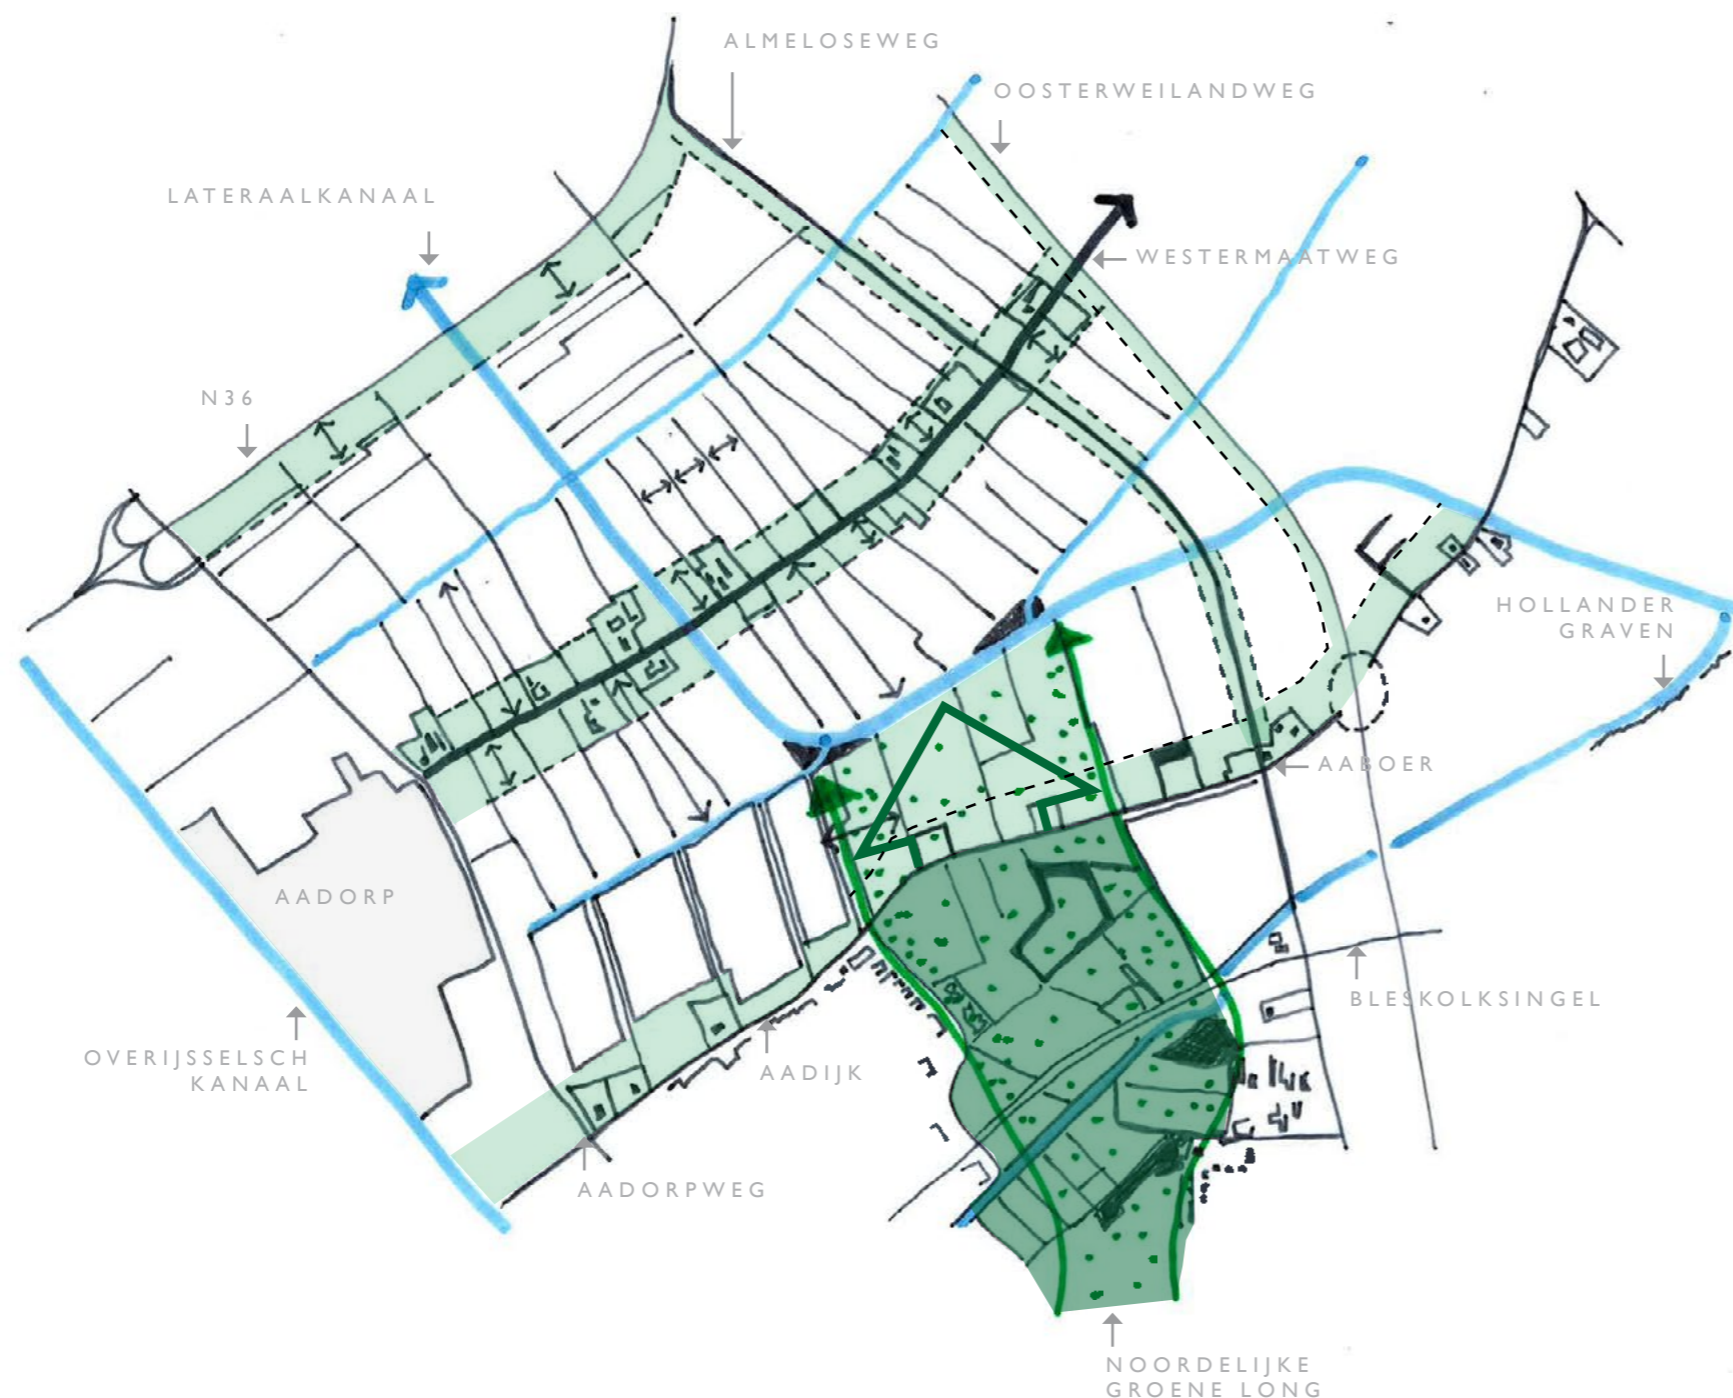 ALMELOSEWEG
OOSTERWEILANDWEG
LATERAALKANAAL
WESTERMAATWEG
N36
HOLLANDER
GRAVEN
AABOER
AADORP
BLESKOLKSINGEL
OVERIJSSELSCH
KANAAL
AADIJK
AADORPWEG
NOORDELIJKE
GROENE LONG